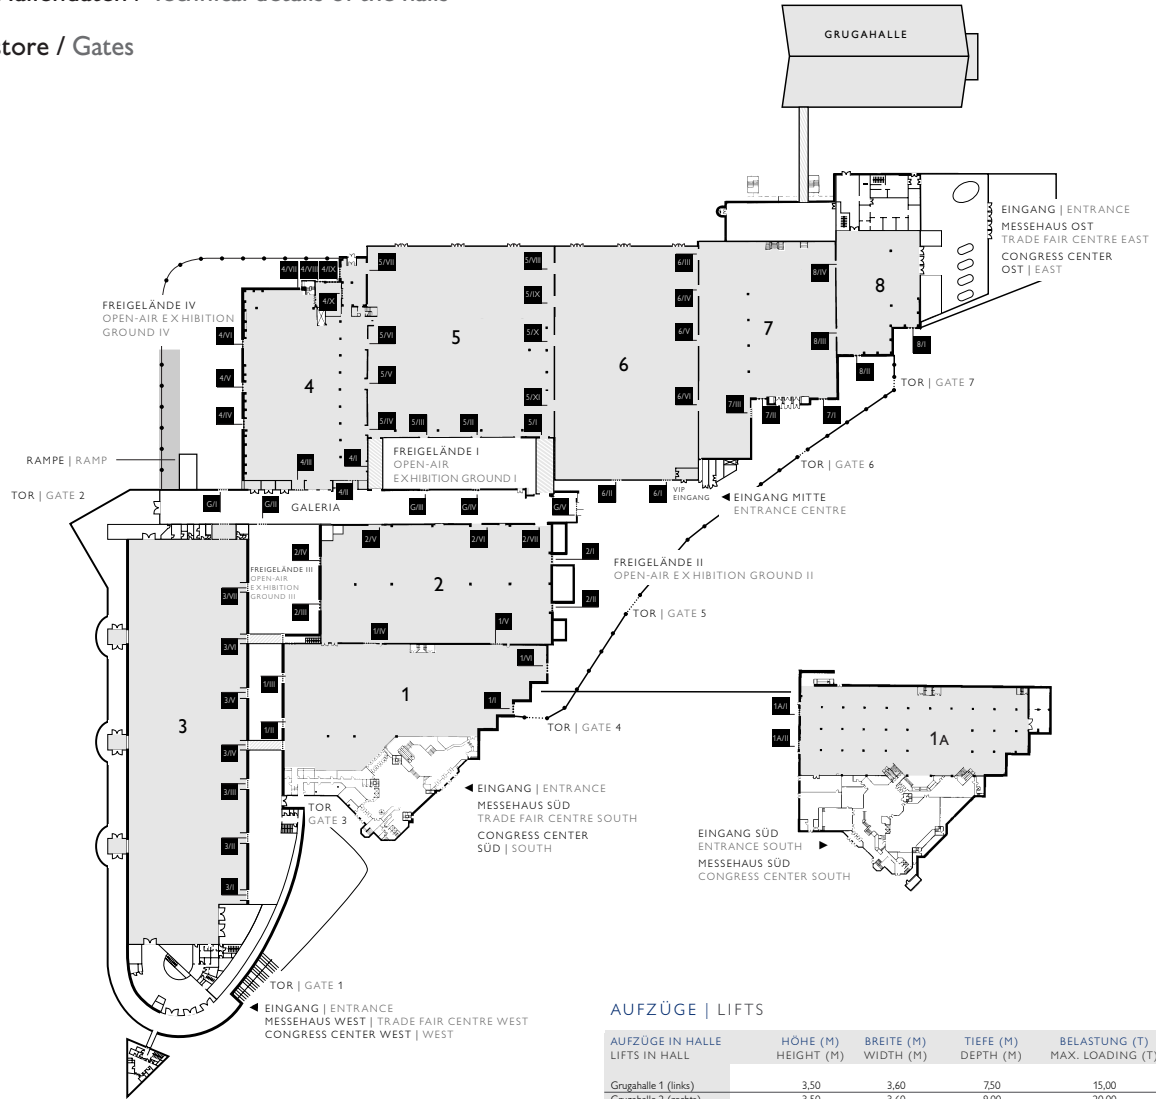 store / Gates
GRUGAHALLE
EINGANG | ENTRANCE
MESSEHAUS OST
TRADE FAIR CENTRE EAST
CONGRESS CENTER
OST | EAST
FREIGELÄNDE IV
OPEN-AIR EXHIBITION
GROUND IV
4/VII
4/VIII
4/IX
4/X
5/VII
5/VIII
6/III
8/IV
8
5/IX
6/IV
4/VI
5/VI
5
5/X
6/V
7
8/III
8/I
4/V
4
5/V
6
8/II
TOR | GATE 7
4/IV
5/IV
5/III
5/II
5/XI
5/I
6/VI
7/III
7/II
7/I
RAMPE | RAMP
4/III
4/I
FREIGELÄNDE I
OPEN-AIR
EXHIBITION GROUND I
TOR | GATE 6
TOR | GATE 2
G/I
G/II
4/II
GALERIA
G/III
G/IV
G/V
6/II
6/I
VIP
EINGANG
EINGANG MITTE
ENTRANCE CENTRE
2/IV
2/V
2/VI
2/VII
2/I
FREIGELÄNDE III
OPEN-AIR
EXHIBITION
GROUND III
2
FREIGELÄNDE II
OPEN-AIR EXHIBITION GROUND II
3/VII
2/III
2/II
TOR | GATE 5
3/VI
1/IV
1/V
1/VI
3/V
1/III
1
1/I
1A/I
3
1/II
TOR | GATE 4
1A/II
1A
3/IV
3/III
TOR
GATE 3
EINGANG | ENTRANCE
MESSEHAUS SÜD
TRADE FAIR CENTRE SOUTH
CONGRESS CENTER
SÜD | SOUTH
EINGANG SÜD
ENTRANCE SOUTH
MESSEHAUS SÜD
CONGRESS CENTER SOUTH
3/II
3/I
TOR | GATE 1
EINGANG | ENTRANCE
MESSEHAUS WEST | TRADE FAIR CENTRE WEST
CONGRESS CENTER WEST | WEST
AUFZÜGE | LIFTS
AUFZÜGE IN HALLE HÖHE (M) BREITE (M) TIEFE (M) BELASTUNG (T)
LIFTS IN HALL HEIGHT (M) WIDTH (M) DEPTH (M) MAX. LOADING (T)
Grugahalle 1 (links) 3,50 3,60 7,50 15,00